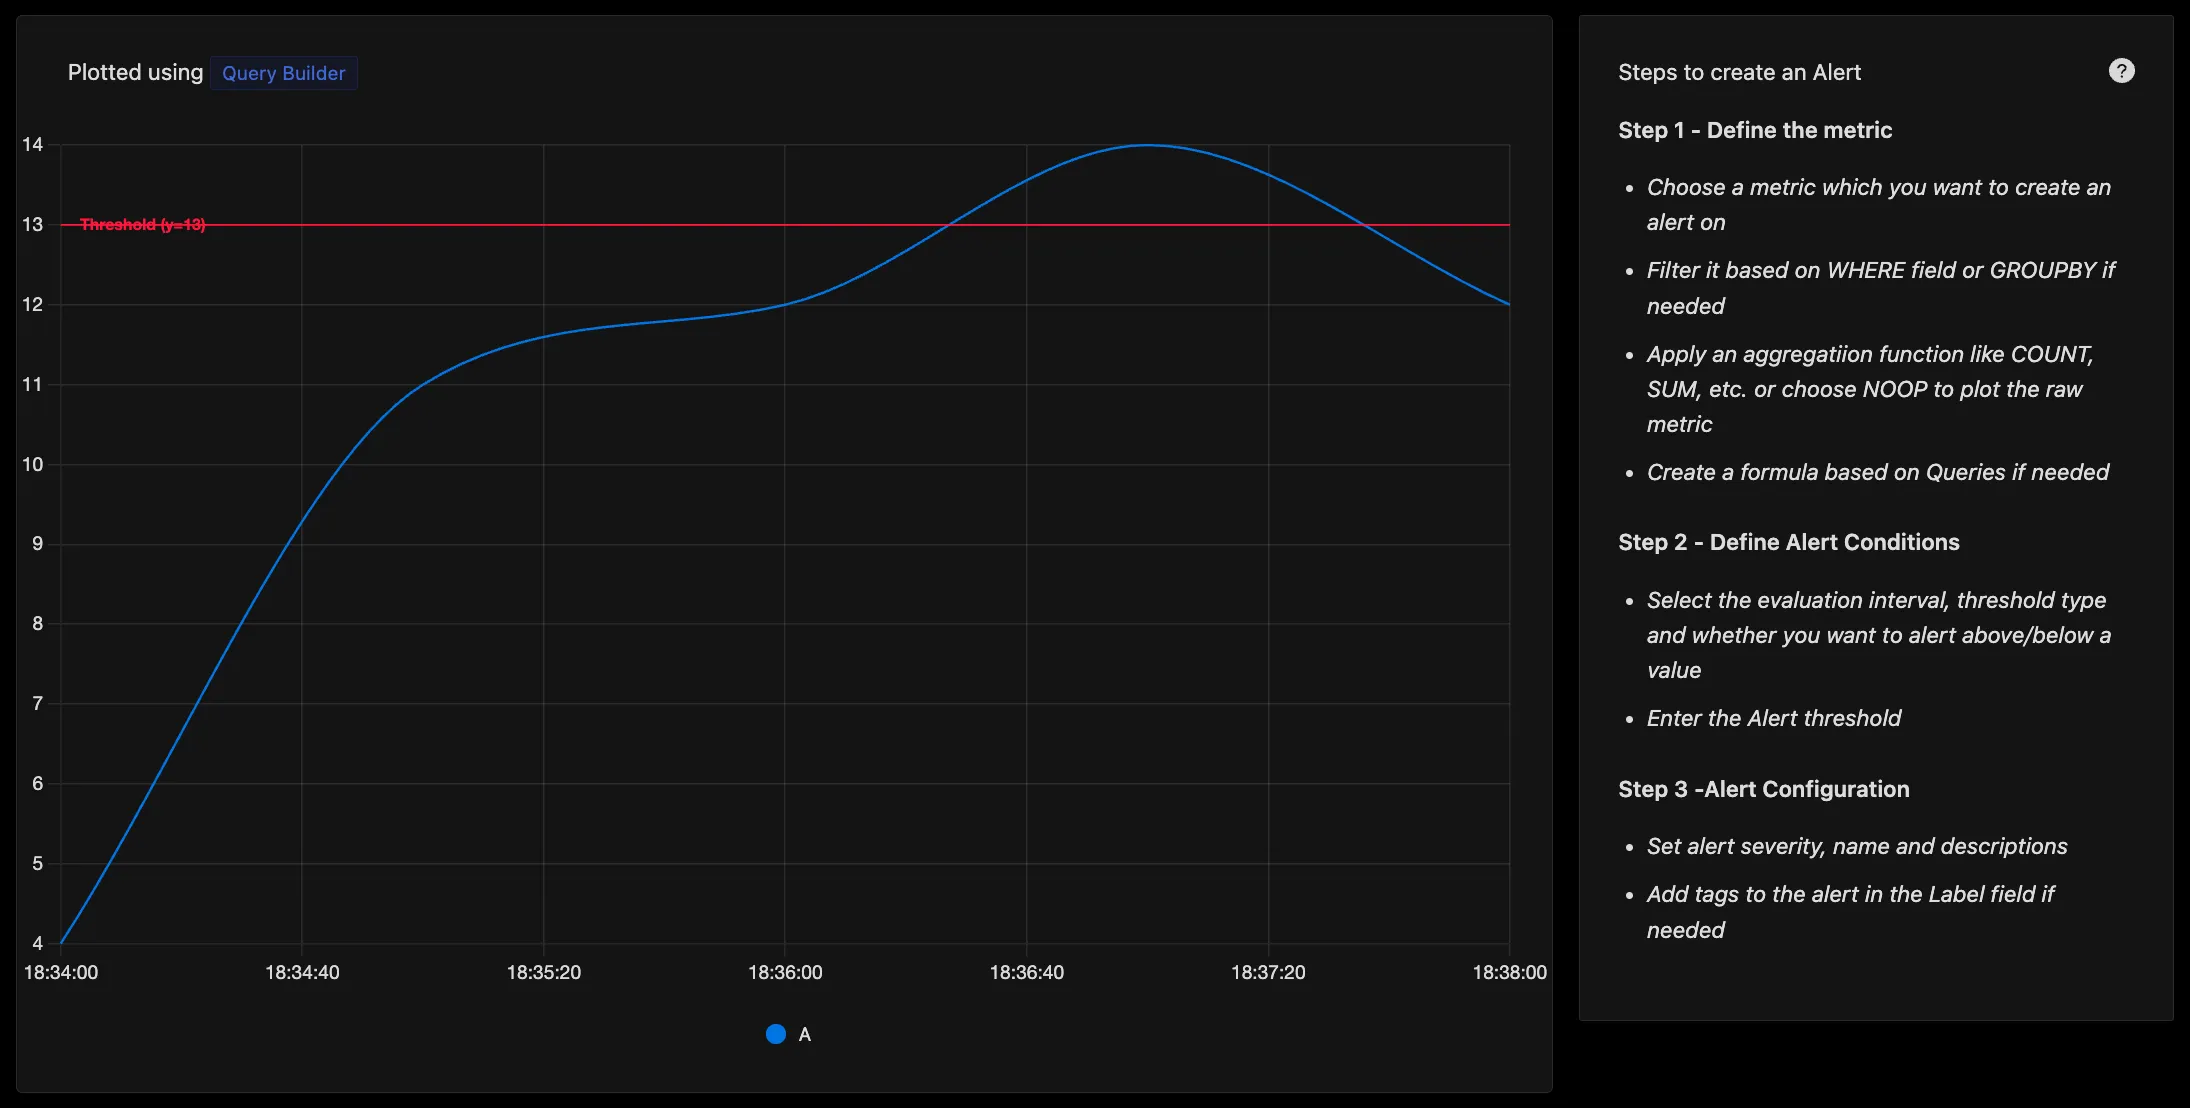 Plotted using Query Builder
14
13
Threshold (y=13)
12
11
10
9
8
7
6
5
4
18:34:00 18:34:40 18:35:20 18:36:00 18:36:40 18:37:20 18:38:00
A
Steps to create an Alert ?
Step 1 - Define the metric
• Choose a metric which you want to create an
alert on
• Filter it based on WHERE field or GROUPBY if
needed
• Apply an aggregatiion function like COUNT,
SUM, etc. or choose NOOP to plot the raw
metric
• Create a formula based on Queries if needed
Step 2 - Define Alert Conditions
• Select the evaluation interval, threshold type
and whether you want to alert above/below a
value
• Enter the Alert threshold
Step 3 -Alert Configuration
• Set alert severity, name and descriptions
• Add tags to the alert in the Label field if
needed